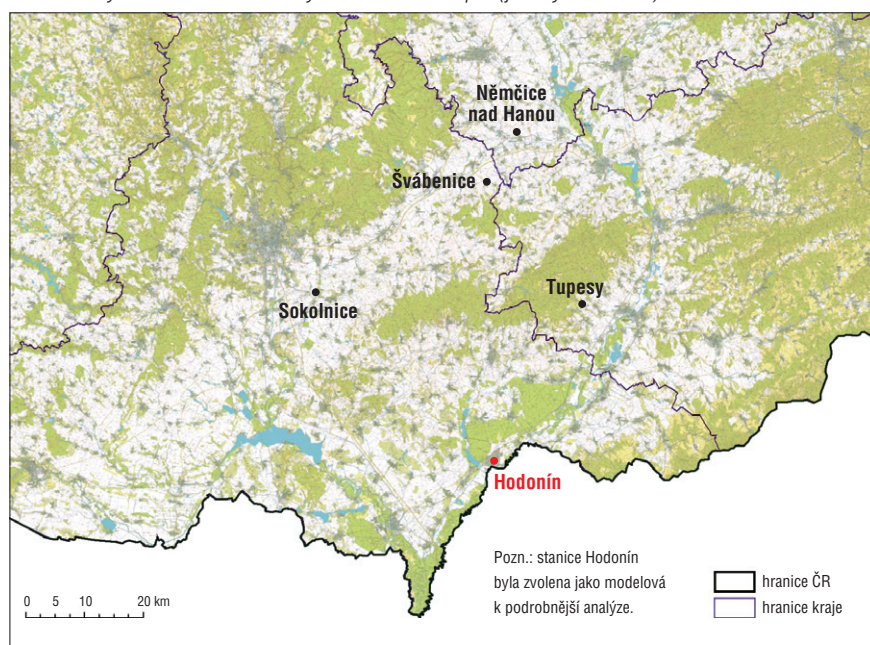 Němčice
nad Hanou
Švábenice
Sokolnice
Tupesy
Hodonín
Pozn.: stanice Hodonín
byla zvolena jako modelová
k podrobnější analýze.
hranice ČR
hranice kraje
0 5 10 20 km